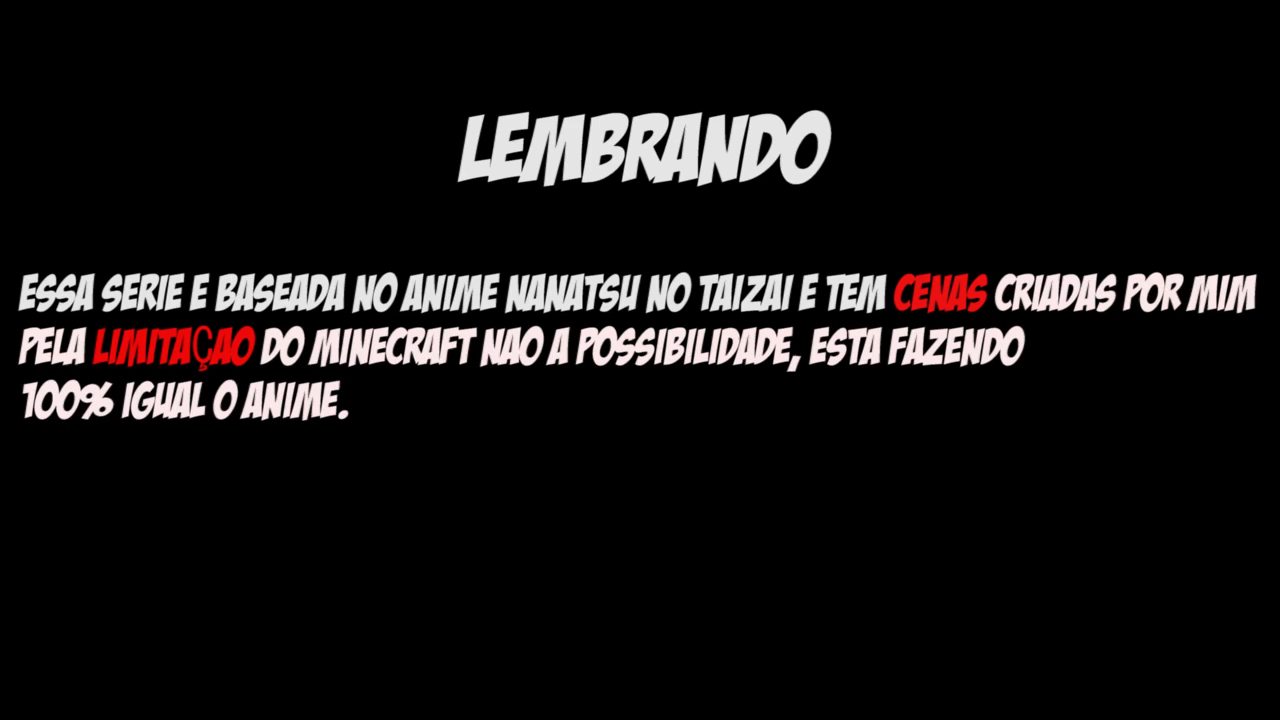 LEMBRANDO
ESSA SERIE E BASEADA NO ANIME NANATSU NO TAIZAI E TEM CENAS CRIADAS POR MIM
PELA LIMITAÇAO DO MINECRAFT NAO A POSSIBILIDADE, ESTA FAZENDO
100% IGUAL O ANIME.